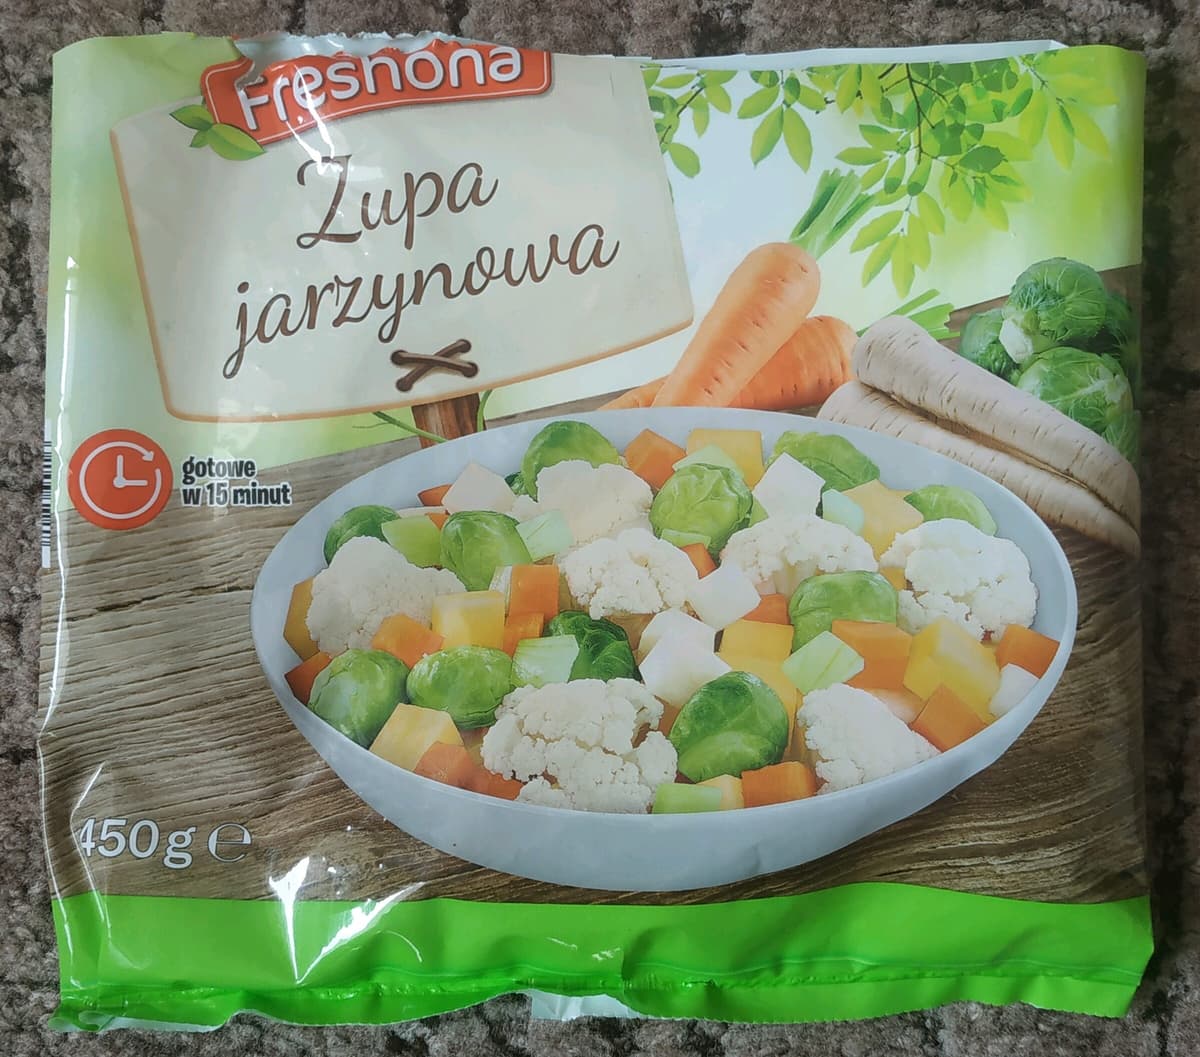 Freshona
Zupa
jarzynowa
gotowe
w 15 minut
450g ℮